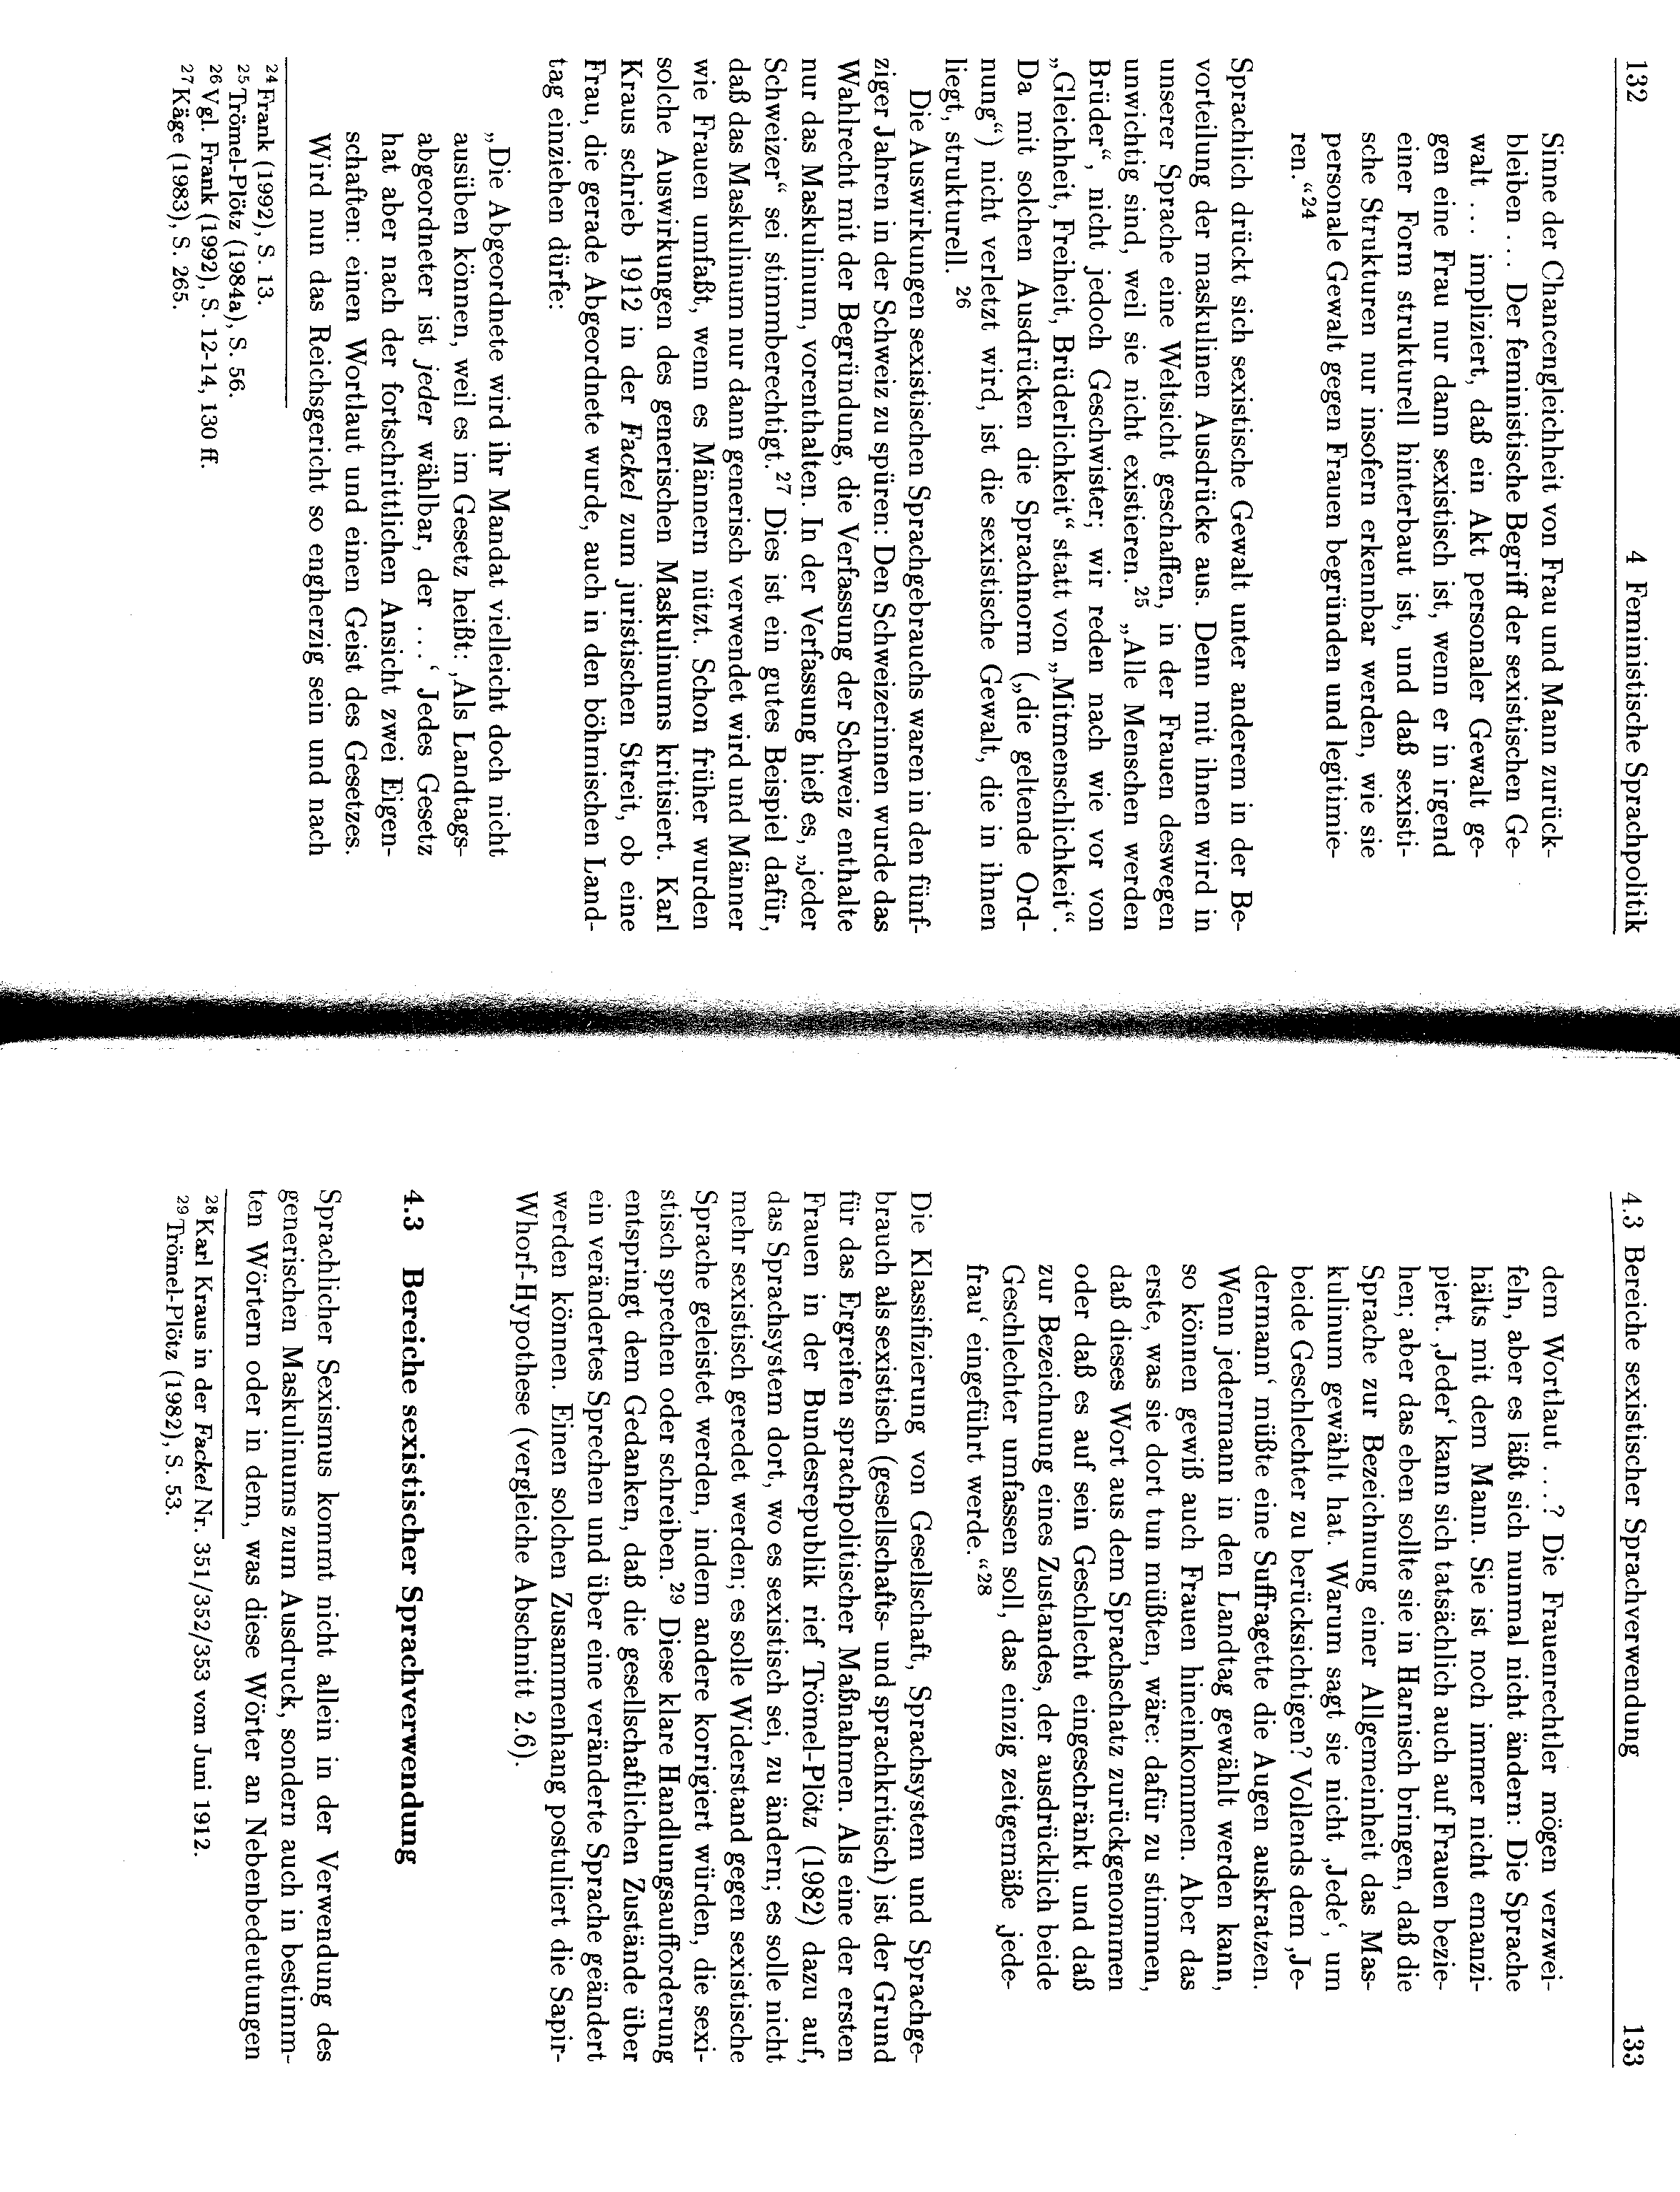 132 4 Feministische Sprachpolitik
Sinne der Chancengleichheit von Frau und Mann zurück-
bleiben ... Der feministische Begriff der sexistischen Ge-
walt ... impliziert, daß ein Akt personaler Gewalt ge-
gen eine Frau nur dann sexistisch ist, wenn er in irgend
einer Form strukturell hinterbaut ist, und daß sexisti-
sche Strukturen nur insofern erkennbar werden, wie sie
personale Gewalt gegen Frauen begründen und legitimie-
ren.“24
Sprachlich drückt sich sexistische Gewalt unter anderem in der Be-
vorteilung der maskulinen Ausdrücke aus. Denn mit ihnen wird in
unserer Sprache eine Weltsicht geschaffen, in der Frauen deswegen
unwichtig sind, weil sie nicht existieren.25 „Alle Menschen werden
Brüder“, nicht jedoch Geschwister; wir reden nach wie vor von
„Gleichheit, Freiheit, Brüderlichkeit“ statt von „Mitmenschlichkeit“.
Da mit solchen Ausdrücken die Sprachnorm („die geltende Ord-
nung“) nicht verletzt wird, ist die sexistische Gewalt, die in ihnen
liegt, strukturell. 26
Die Auswirkungen sexistischen Sprachgebrauchs waren in den fünf-
ziger Jahren in der Schweiz zu spüren: Den Schweizerinnen wurde das
Wahlrecht mit der Begründung, die Verfassung der Schweiz enthalte
nur das Maskulinum, vorenthalten. In der Verfassung hieß es, „jeder
Schweizer“ sei stimmberechtigt.27 Dies ist ein gutes Beispiel dafür,
daß das Maskulinum nur dann generisch verwendet wird und Männer
wie Frauen umfaßt, wenn es Männern nützt. Schon früher wurden
solche Auswirkungen des generischen Maskulinums kritisiert. Karl
Kraus schrieb 1912 in der Fackel zum juristischen Streit, ob eine
Frau, die gerade Abgeordnete wurde, auch in den böhmischen Land-
tag einziehen dürfe:
„Die Abgeordnete wird ihr Mandat vielleicht doch nicht
ausüben können, weil es im Gesetz heißt: ‚Als Landtags-
abgeordneter ist jeder wählbar, der ...‘ Jedes Gesetz
hat aber nach der fortschrittlichen Ansicht zwei Eigen-
schaften: einen Wortlaut und einen Geist des Gesetzes.
Wird nun das Reichsgericht so engherzig sein und nach
24 Frank (1992), S. 13.
25 Trömel-Plötz (1984a), S. 56.
26 Vgl. Frank (1992), S. 12-14, 130 ff.
27 Käge (1983), S. 265.
4.3 Bereiche sexistischer Sprachverwendung 133
dem Wortlaut ...? Die Frauenrechtler mögen verzwei-
feln, aber es läßt sich nunmal nicht ändern: Die Sprache
hälts mit dem Mann. Sie ist noch immer nicht emanzi-
piert. ‚Jeder‘ kann sich tatsächlich auch auf Frauen bezie-
hen; aber das eben sollte sie in Harnisch bringen, daß die
Sprache zur Bezeichnung einer Allgemeinheit das Mas-
kulinum gewählt hat. Warum sagt sie nicht ‚Jede‘, um
beide Geschlechter zu berücksichtigen? Vollends dem ‚Je-
dermann‘ müßte eine Suffragette die Augen auskratzen.
Wenn jedermann in den Landtag gewählt werden kann,
so können gewiß auch Frauen hineinkommen. Aber das
erste, was sie dort tun müßten, wäre: dafür zu stimmen,
daß dieses Wort aus dem Sprachschatz zurückgenommen
oder daß es auf sein Geschlecht eingeschränkt und daß
zur Bezeichnung eines Zustandes, der ausdrücklich beide
Geschlechter umfassen soll, das einzig zeitgemäße ‚jede-
frau‘ eingeführt werde.“28
Die Klassifizierung von Gesellschaft, Sprachsystem und Sprachge-
brauch als sexistisch (gesellschafts- und sprachkritisch) ist der Grund
für das Ergreifen sprachpolitischer Maßnahmen. Als eine der ersten
Frauen in der Bundesrepublik rief Trömel-Plötz (1982) dazu auf,
das Sprachsystem dort, wo es sexistisch sei, zu ändern; es solle nicht
mehr sexistisch geredet werden; es solle Widerstand gegen sexistische
Sprache geleistet werden, indem andere korrigiert würden, die sexi-
stisch sprechen oder schreiben.29 Diese klare Handlungsaufforderung
entspringt dem Gedanken, daß die gesellschaftlichen Zustände über
ein verändertes Sprechen und über eine veränderte Sprache geändert
werden können. Einen solchen Zusammenhang postuliert die Sapir-
Whorf-Hypothese (vergleiche Abschnitt 2.6).
4.3 Bereiche sexistischer Sprachverwendung
Sprachlicher Sexismus kommt nicht allein in der Verwendung des
generischen Maskulinums zum Ausdruck, sondern auch in bestimm-
ten Wörtern oder in dem, was diese Wörter an Nebenbedeutungen
28 Karl Kraus in der Fackel Nr. 351/352/353 vom Juni 1912.
29 Trömel-Plötz (1982), S. 53.